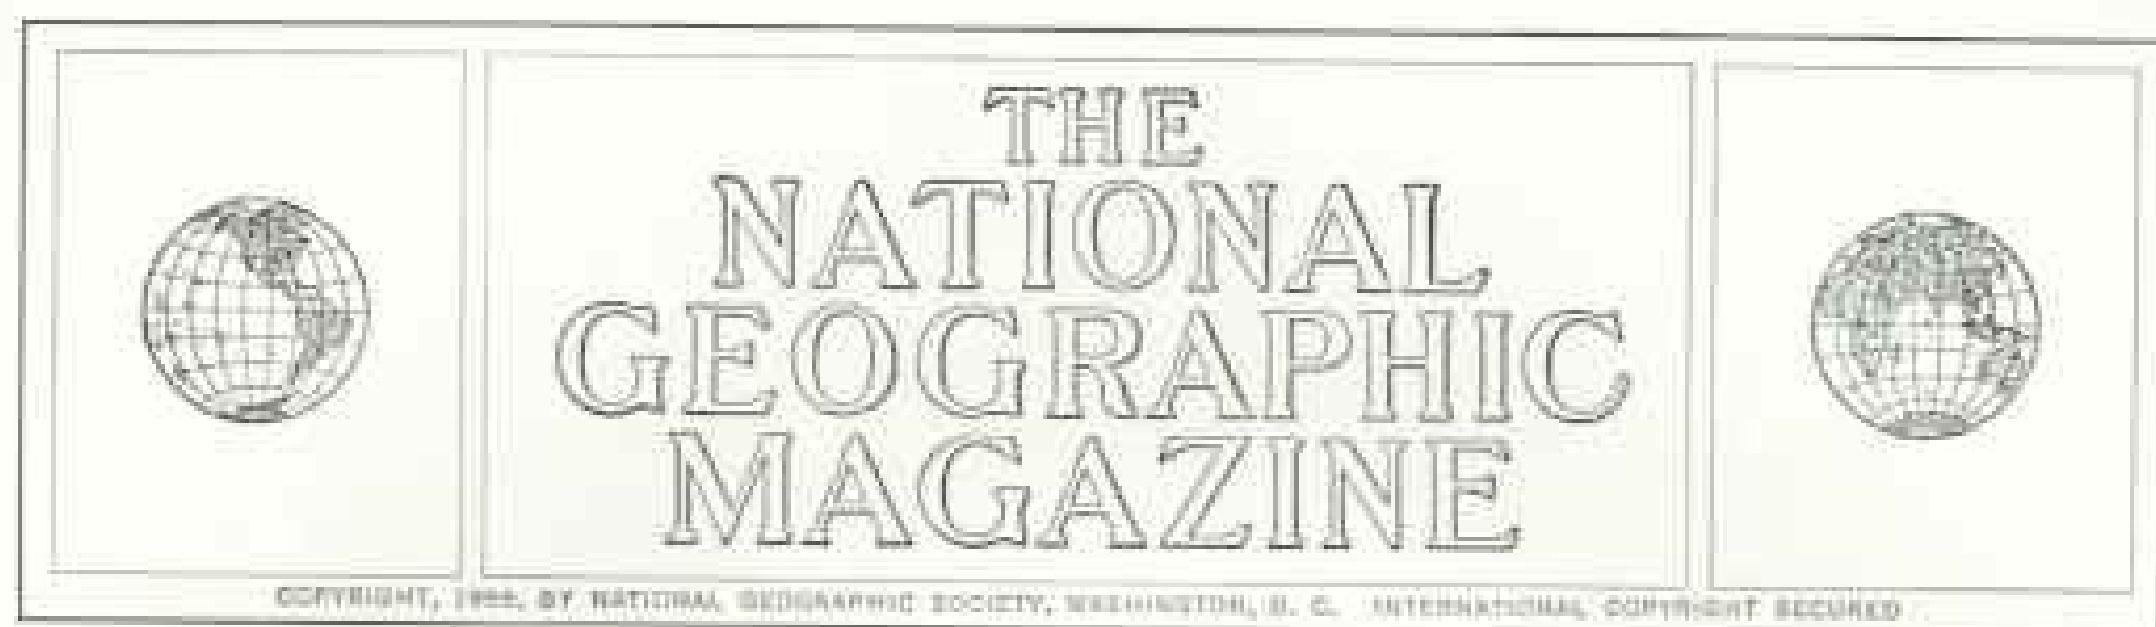 THE
NATIONAL
GEOGRAPHIC
MAGAZINE
COPYRIGHT, BY NATIONAL GEOGRAPHIC SOCIETY, WASHINGTON, D. C. INTERNATIONAL COPYRIGHT SECURED